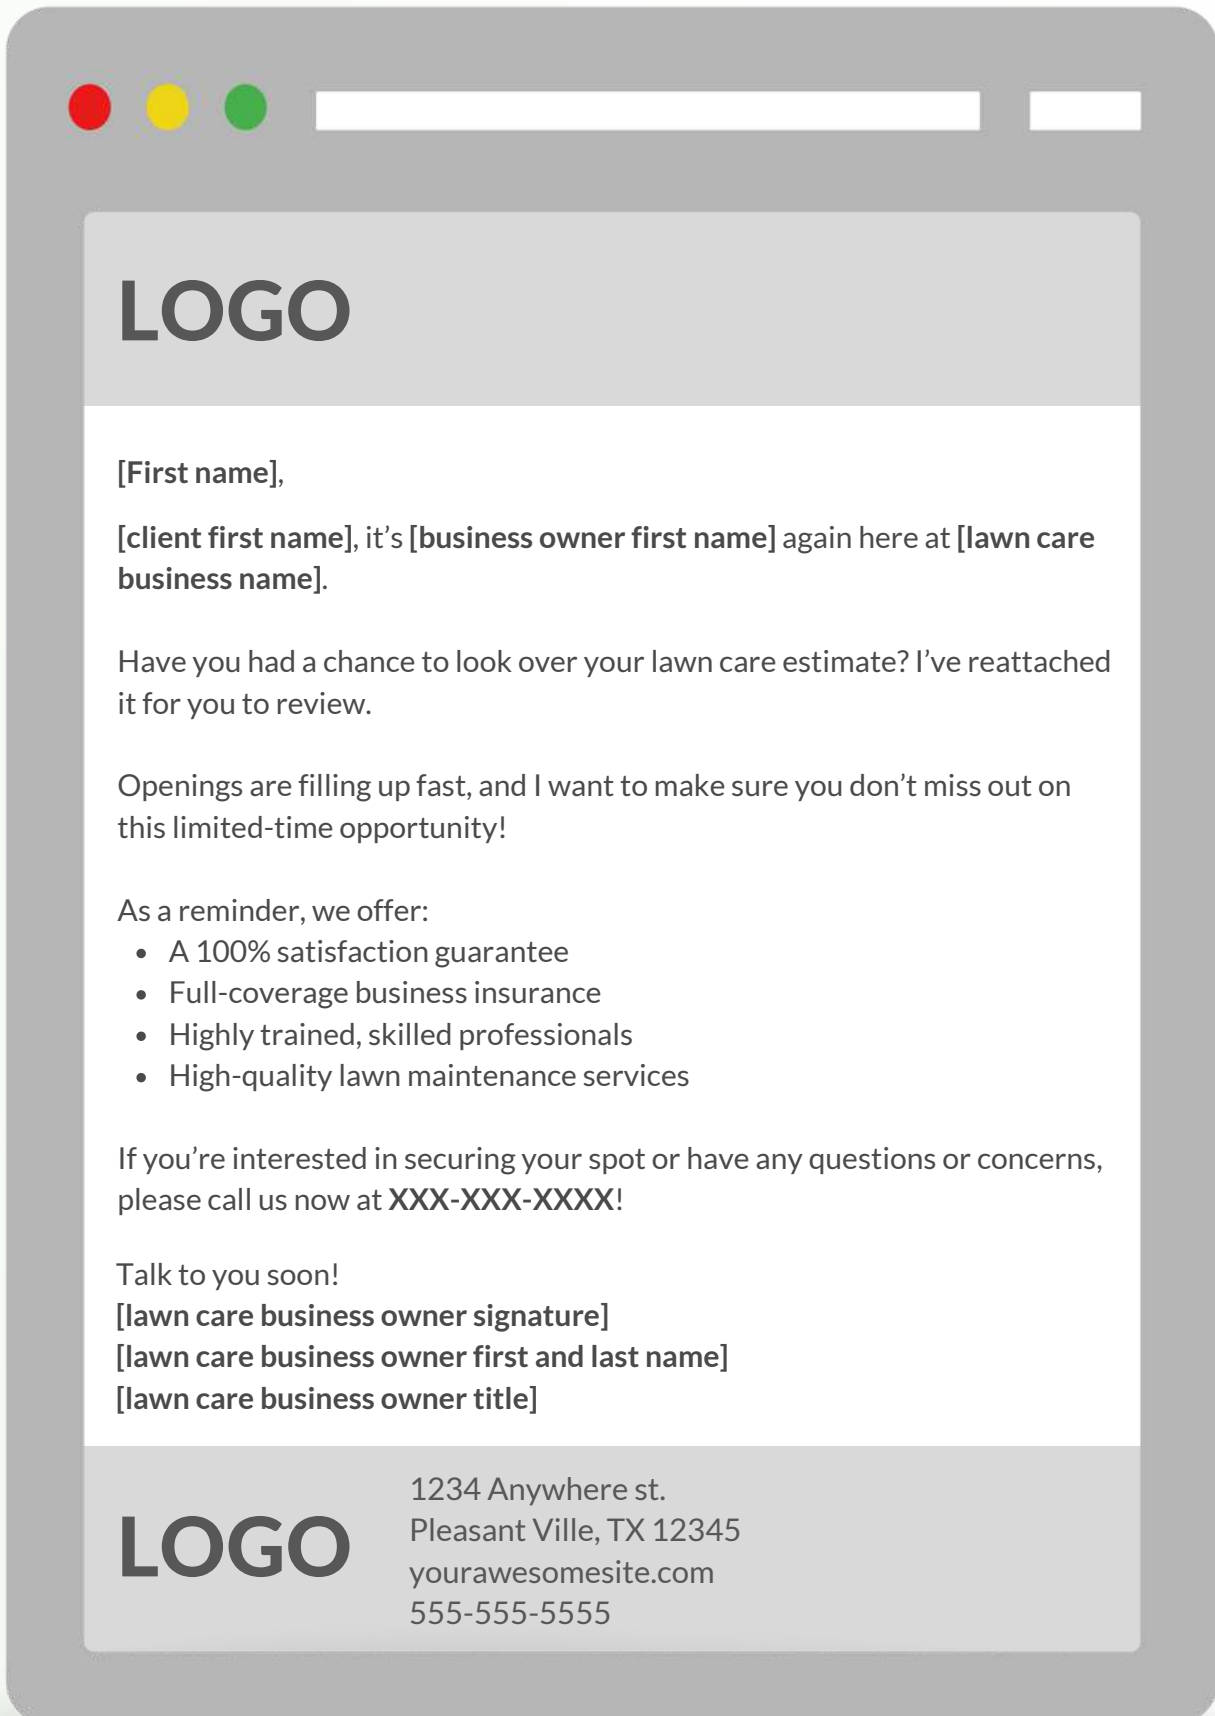 LOGO
[First name],
[client first name], it’s [business owner first name] again here at [lawn care
business name].
Have you had a chance to look over your lawn care estimate? I’ve reattached
it for you to review.
Openings are filling up fast, and I want to make sure you don’t miss out on
this limited-time opportunity!
As a reminder, we offer:
• A 100% satisfaction guarantee
• Full-coverage business insurance
• Highly trained, skilled professionals
• High-quality lawn maintenance services
If you’re interested in securing your spot or have any questions or concerns,
please call us now at XXX-XXX-XXXX!
Talk to you soon!
[lawn care business owner signature]
[lawn care business owner first and last name]
[lawn care business owner title]
LOGO
1234 Anywhere st.
Pleasant Ville, TX 12345
yourawesomesite.com
555-555-5555